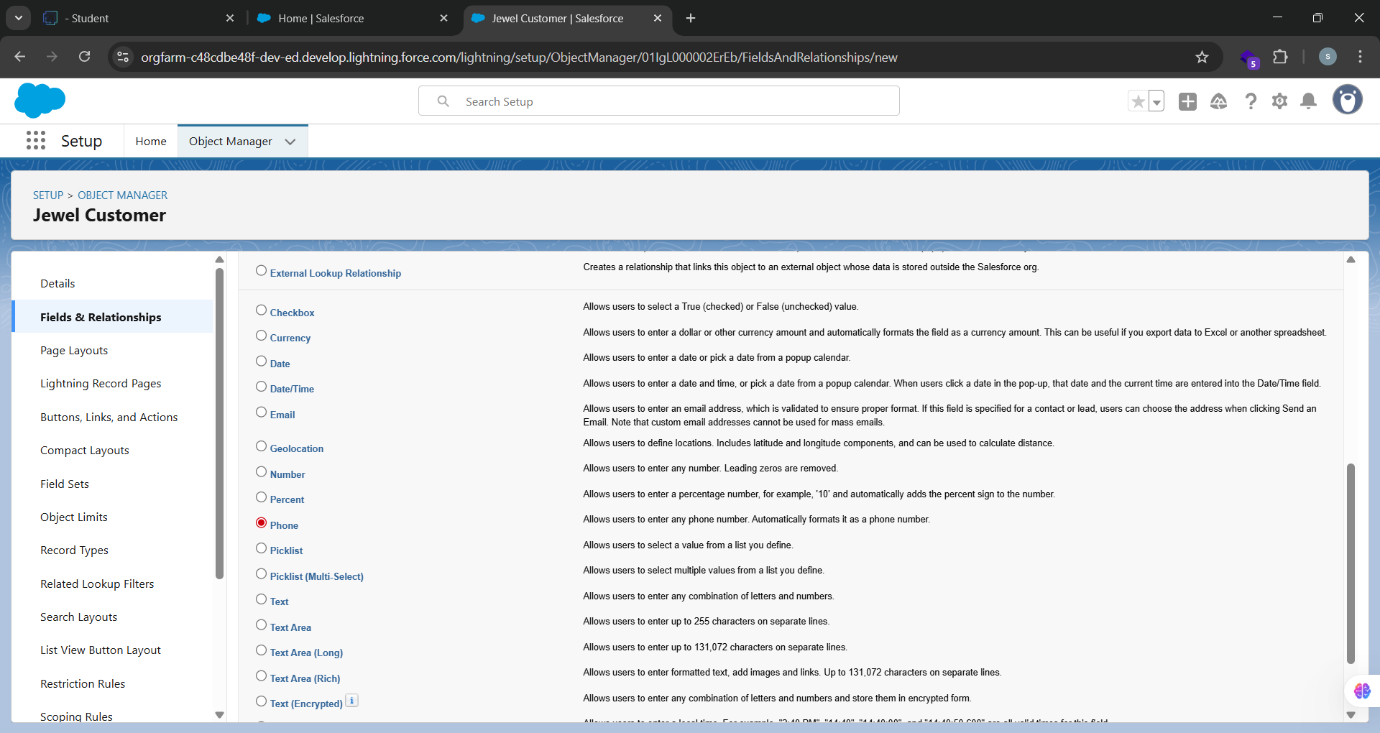 - Student
Home | Salesforce
Jewel Customer | Salesforce
orgfarm-c48cdbe48f-dev-ed.develop.lightning.force.com/lightning/setup/ObjectManager/01IgL000002ErEb/FieldsAndRelationships/new
5
S
Search Setup
Setup
Home
Object Manager
SETUP > OBJECT MANAGER
Jewel Customer
Details
Fields & Relationships
Page Layouts
Lightning Record Pages
Buttons, Links, and Actions
Compact Layouts
Field Sets
Object Limits
Record Types
Related Lookup Filters
Search Layouts
List View Button Layout
Restriction Rules
Scoping Rules
External Lookup Relationship
Creates a relationship that links this object to an external object whose data is stored outside the Salesforce org.
Checkbox
Allows users to select a True (checked) or False (unchecked) value.
Currency
Allows users to enter a dollar or other currency amount and automatically formats the field as a currency amount. This can be useful if you export data to Excel or another spreadsheet.
Date
Allows users to enter a date or pick a date from a popup calendar.
Date/Time
Allows users to enter a date and time, or pick a date from a popup calendar. When users click a date in the pop-up, that date and the current time are entered into the Date/Time field.
Email
Allows users to enter an email address, which is validated to ensure proper format. If this field is specified for a contact or lead, users can choose the address when clicking Send an
Email. Note that custom email addresses cannot be used for mass emails.
Geolocation
Allows users to define locations. Includes latitude and longitude components, and can be used to calculate distance.
Number
Allows users to enter any number. Leading zeros are removed.
Percent
Allows users to enter a percentage number, for example, '10' and automatically adds the percent sign to the number.
Phone
Allows users to enter any phone number. Automatically formats it as a phone number.
Picklist
Allows users to select a value from a list you define.
Picklist (Multi-Select)
Allows users to select multiple values from a list you define.
Text
Allows users to enter any combination of letters and numbers.
Text Area
Allows users to enter up to 255 characters on separate lines.
Text Area (Long)
Allows users to enter up to 131,072 characters on separate lines.
Text Area (Rich)
Allows users to enter formatted text, add images and links. Up to 131,072 characters on separate lines.
Text (Encrypted) i
Allows users to enter any combination of letters and numbers and store them in encrypted form.